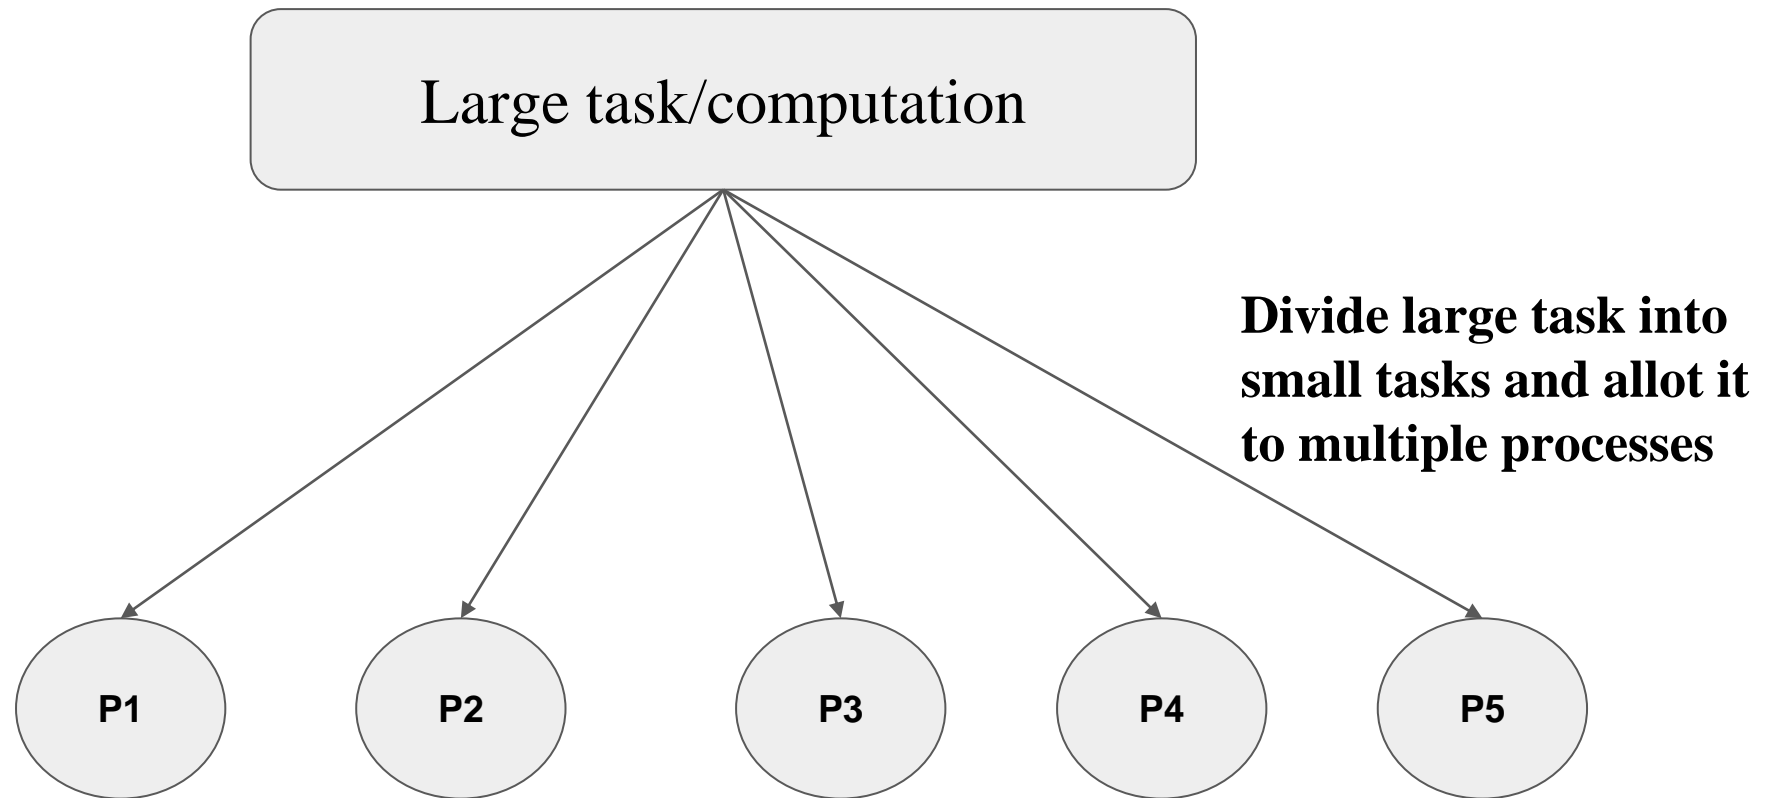 Large task/computation
Divide large task into
small tasks and allot it
to multiple processes
P1
P2
P3
P4
P5